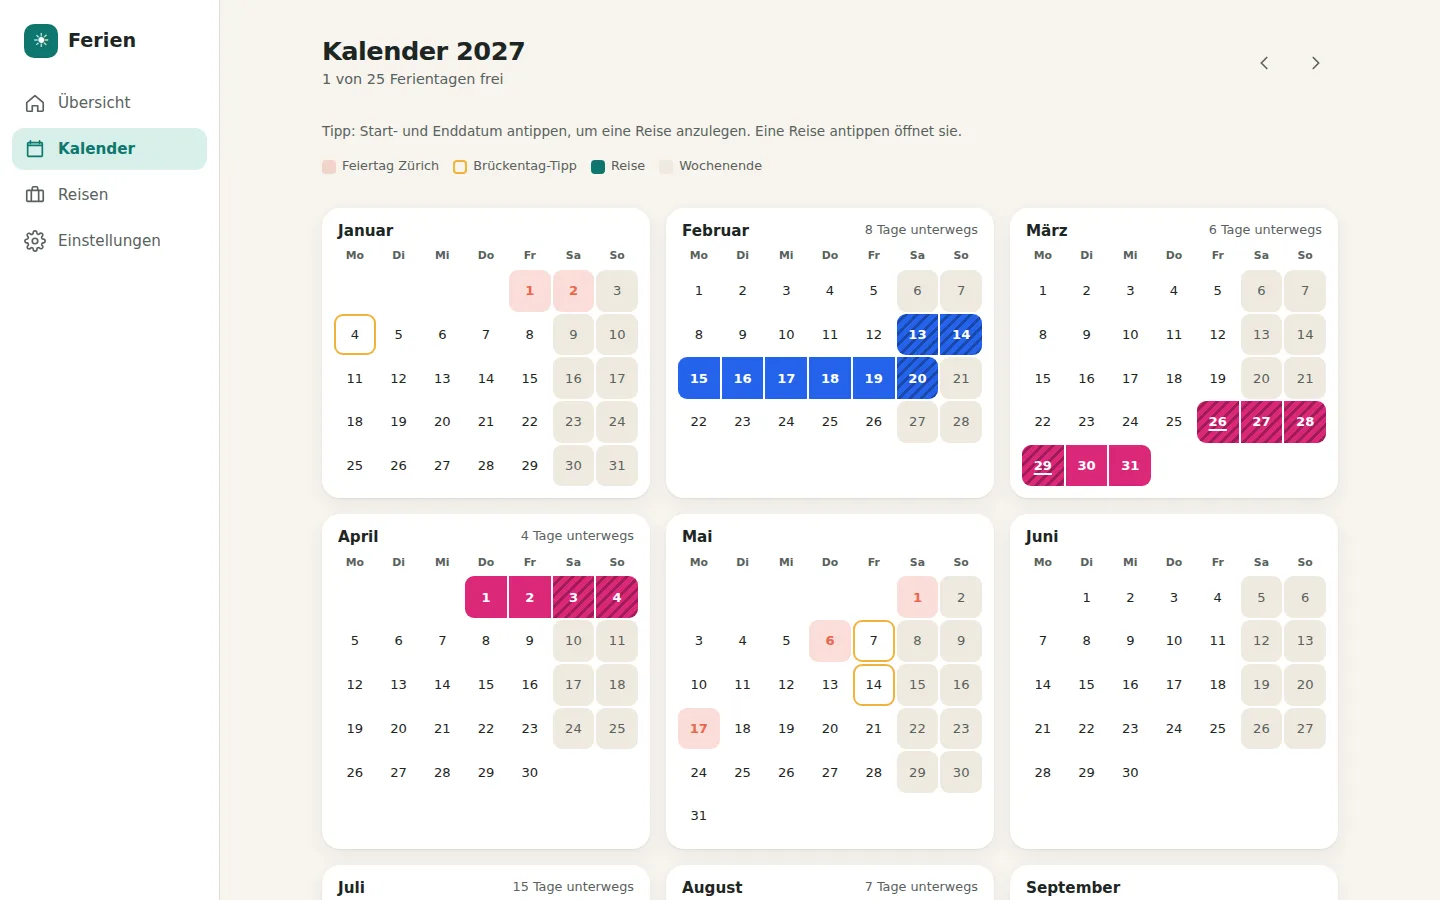 Ferien
Übersicht
Kalender
Reisen
Einstellungen
Kalender 2027
1 von 25 Ferientagen frei
Tipp: Start- und Enddatum antippen, um eine Reise anzulegen. Eine Reise antippen öffnet sie.
Feiertag Zürich Brückentag-Tipp Reise Wochenende
Januar
Mo Di Mi Do Fr Sa So
1 2 3
4 5 6 7 8 9 10
11 12 13 14 15 16 17
18 19 20 21 22 23 24
25 26 27 28 29 30 31
Februar 8 Tage unterwegs
Mo Di Mi Do Fr Sa So
1 2 3 4 5 6 7
8 9 10 11 12 13 14
15 16 17 18 19 20 21
22 23 24 25 26 27 28
März 6 Tage unterwegs
Mo Di Mi Do Fr Sa So
1 2 3 4 5 6 7
8 9 10 11 12 13 14
15 16 17 18 19 20 21
22 23 24 25 26 27 28
29 30 31
April 4 Tage unterwegs
Mo Di Mi Do Fr Sa So
1 2 3 4
5 6 7 8 9 10 11
12 13 14 15 16 17 18
19 20 21 22 23 24 25
26 27 28 29 30
Mai
Mo Di Mi Do Fr Sa So
1 2
3 4 5 6 7 8 9
10 11 12 13 14 15 16
17 18 19 20 21 22 23
24 25 26 27 28 29 30
31
Juni
Mo Di Mi Do Fr Sa So
1 2 3 4 5 6
7 8 9 10 11 12 13
14 15 16 17 18 19 20
21 22 23 24 25 26 27
28 29 30
Juli 15 Tage unterwegs
August 7 Tage unterwegs
September